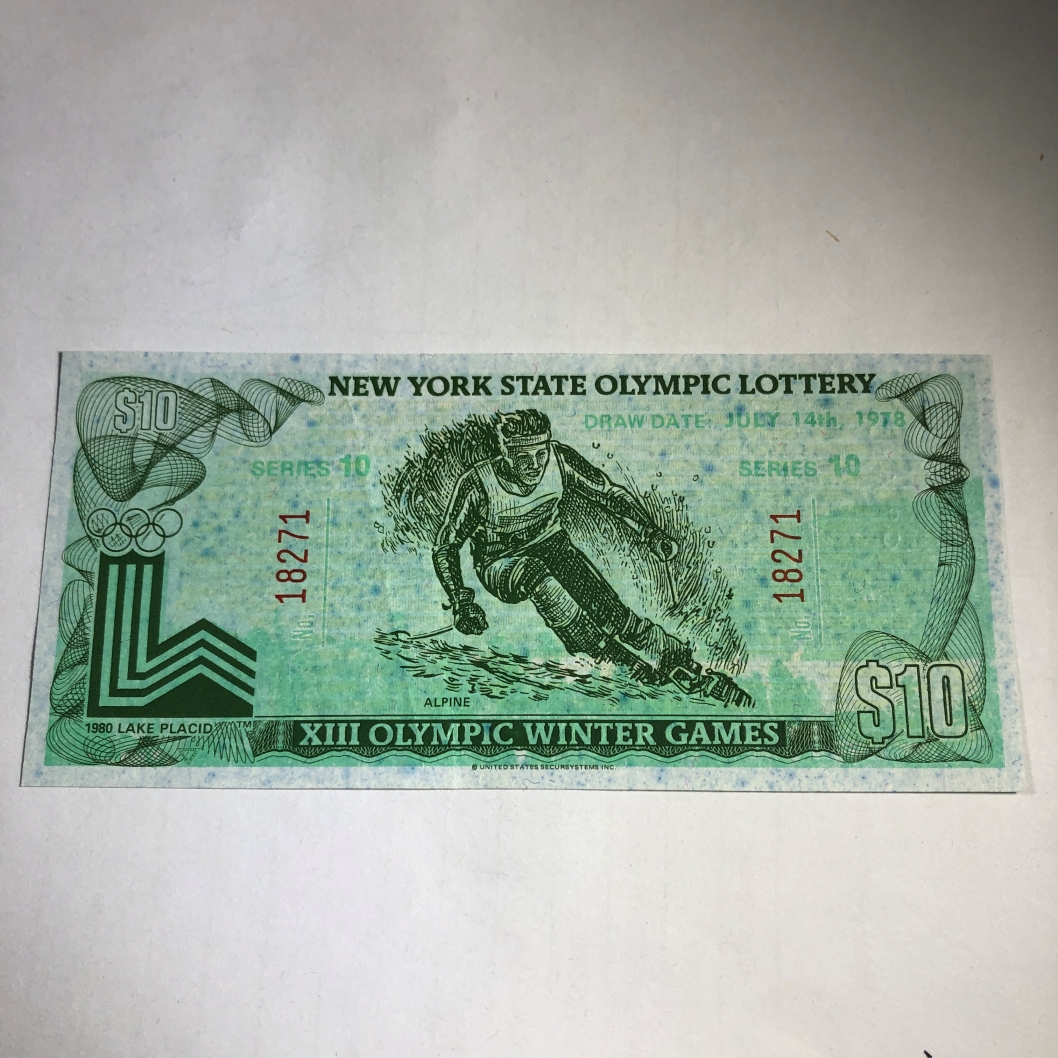 NEW YORK STATE OLYMPIC LOTTERY
$10
DRAW DATE: JULY 14th, 1978
SERIES 10
SERIES 10
No. 18271
No. 18271
ALPINE
1980 LAKE PLACID TM
XIII OLYMPIC WINTER GAMES
$10
© UNITED STATES SECURSYSTEMS INC.